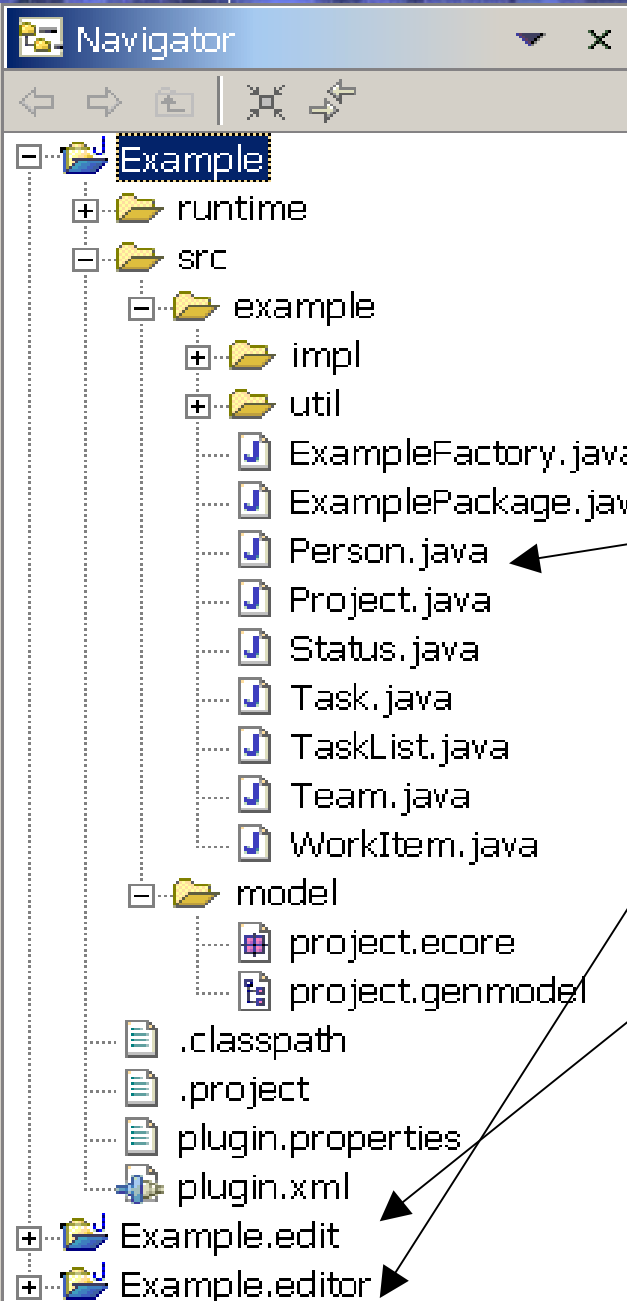 Navigator
Example
runtime
src
example
impl
util
ExampleFactory.java
ExamplePackage.jav
Person.java
Project.java
Status.java
Task.java
TaskList.java
Team.java
WorkItem.java
model
project.ecore
project.genmodel
.classpath
.project
plugin.properties
plugin.xml
Example.edit
Example.editor